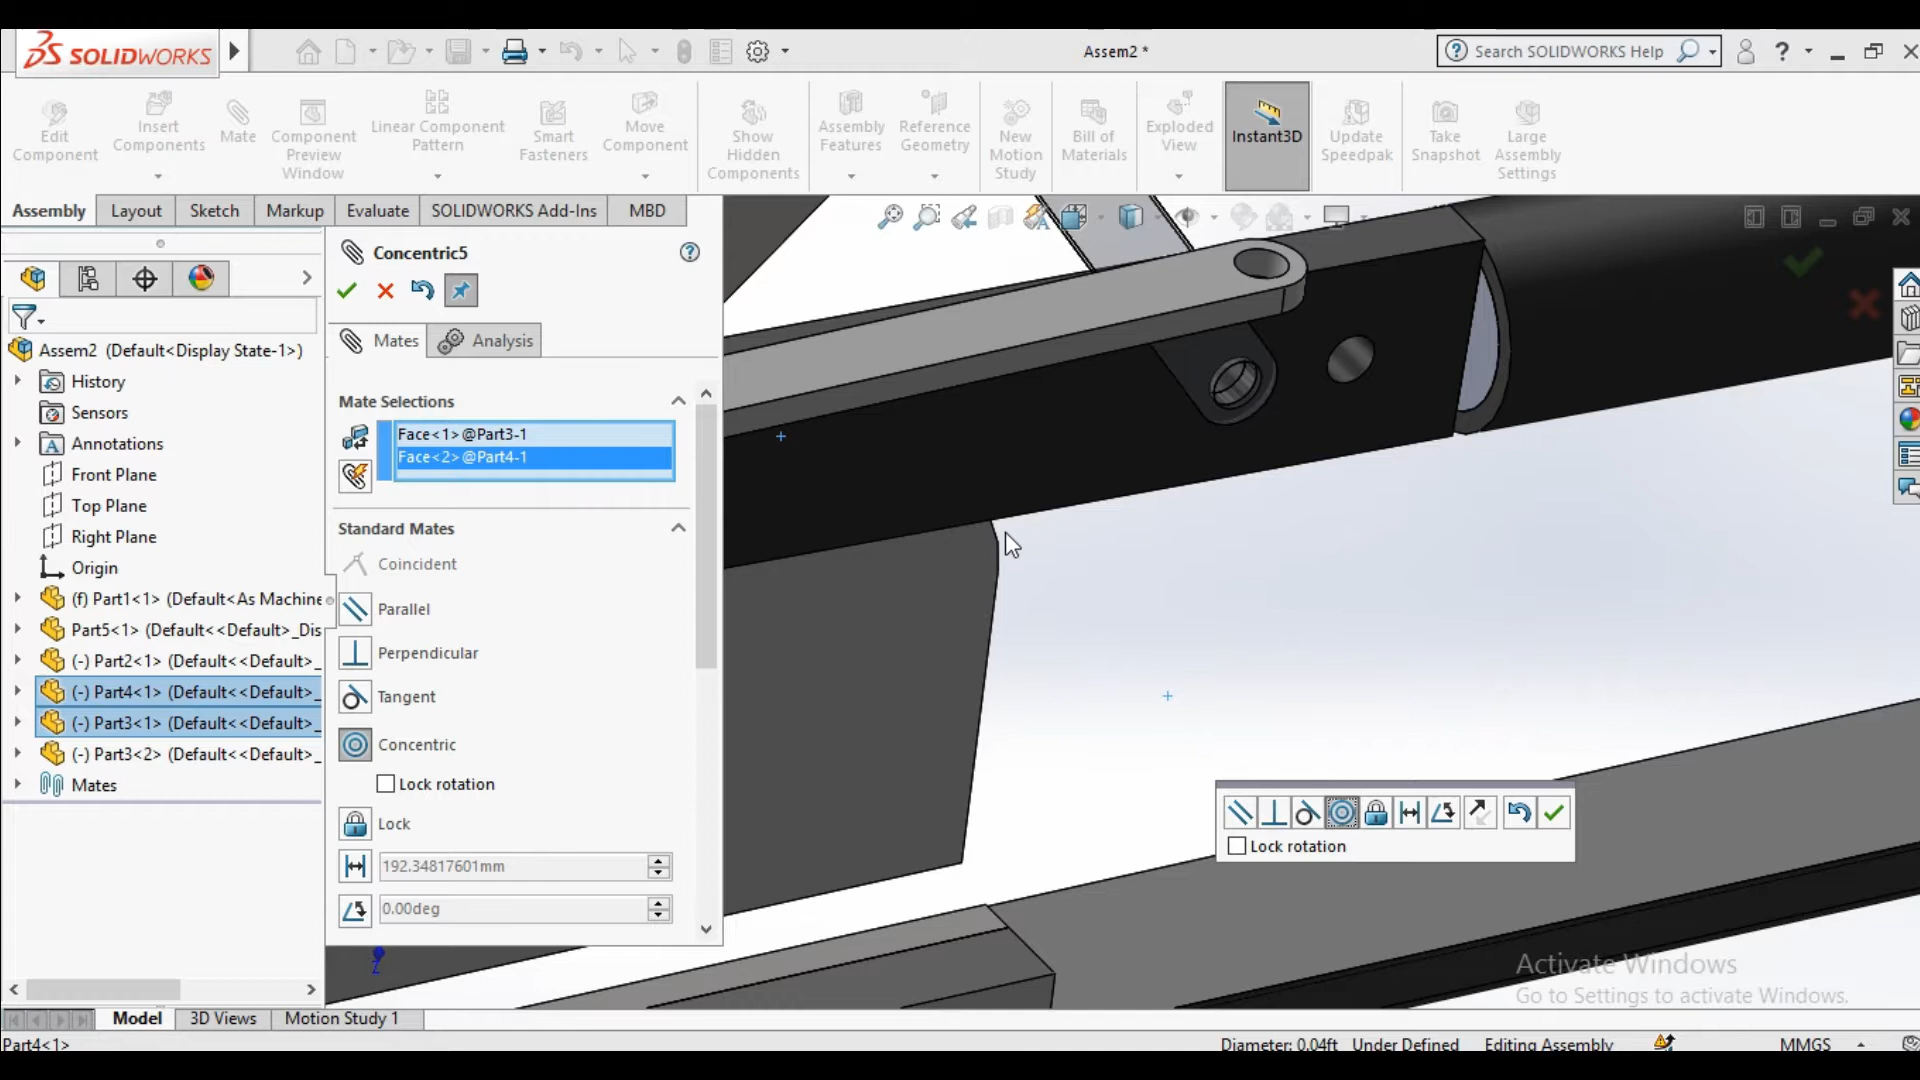 SOLIDWORKS
Assem2 *
Search SOLIDWORKS Help
Edit Component
Insert Components
Mate
Component Preview Window
Linear Component Pattern
Smart Fasteners
Move Component
Show Hidden Components
Assembly Features
Reference Geometry
New Motion Study
Bill of Materials
Exploded View
Instant3D
Update Speedpak
Take Snapshot
Large Assembly Settings
Assembly
Layout
Sketch
Markup
Evaluate
SOLIDWORKS Add-Ins
MBD
Assem2 (Default<Display State-1>)
History
Sensors
Annotations
Front Plane
Top Plane
Right Plane
Origin
(f) Part1<1> (Default<As Machine
Part5<1> (Default<<Default>_Dis
(-) Part2<1> (Default<<Default>_
(-) Part4<1> (Default<<Default>_
(-) Part3<1> (Default<<Default>_
(-) Part3<2> (Default<<Default>_
Mates
Concentric5
Mates
Analysis
Mate Selections
Face<1>@Part3-1
Face<2>@Part4-1
Standard Mates
Coincident
Parallel
Perpendicular
Tangent
Concentric
Lock rotation
Lock
192.34817601mm
0.00deg
Lock rotation
Activate Windows
Go to Settings to activate Windows.
Model
3D Views
Motion Study 1
Part4<1>
Diameter: 0.04ft
Under Defined
Editing Assembly
MMGS